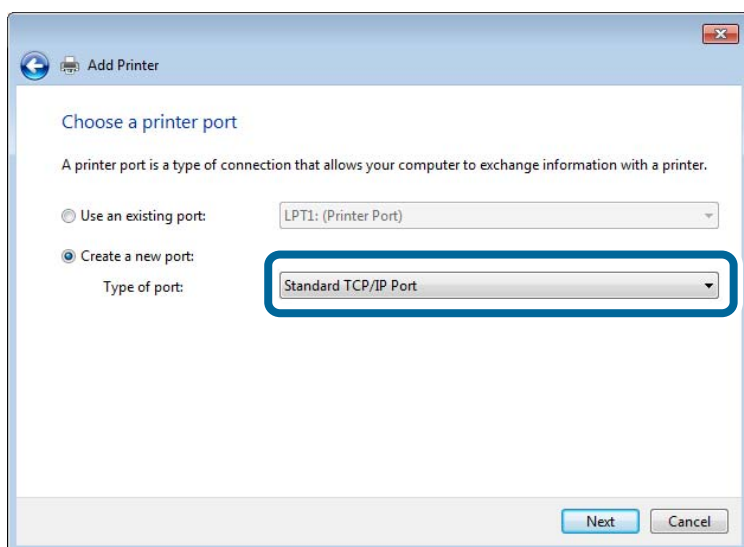 Add Printer
Choose a printer port
A printer port is a type of connection that allows your computer to exchange information with a printer.
Use an existing port:
LPT1: (Printer Port)
Create a new port:
Type of port:
Standard TCP/IP Port
Next
Cancel